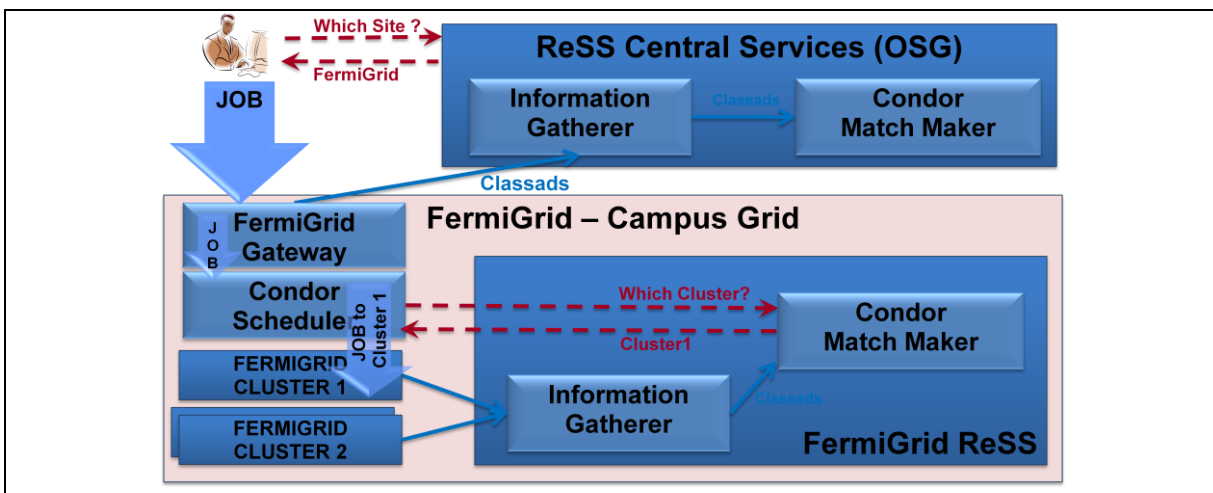 Which Site ?
FermiGrid
JOB
ReSS Central Services (OSG)
Information
Gatherer
Classads
Condor
Match Maker
Classads
FermiGrid – Campus Grid
FermiGrid
Gateway
J
O
B
Condor
Schedule
JOB to
Cluster 1
Which Cluster?
Cluster1
Condor
Match Maker
FERMIGRID
CLUSTER 1
FERMIGRID
CLUSTER 2
Information
Gatherer
Classads
FermiGrid ReSS